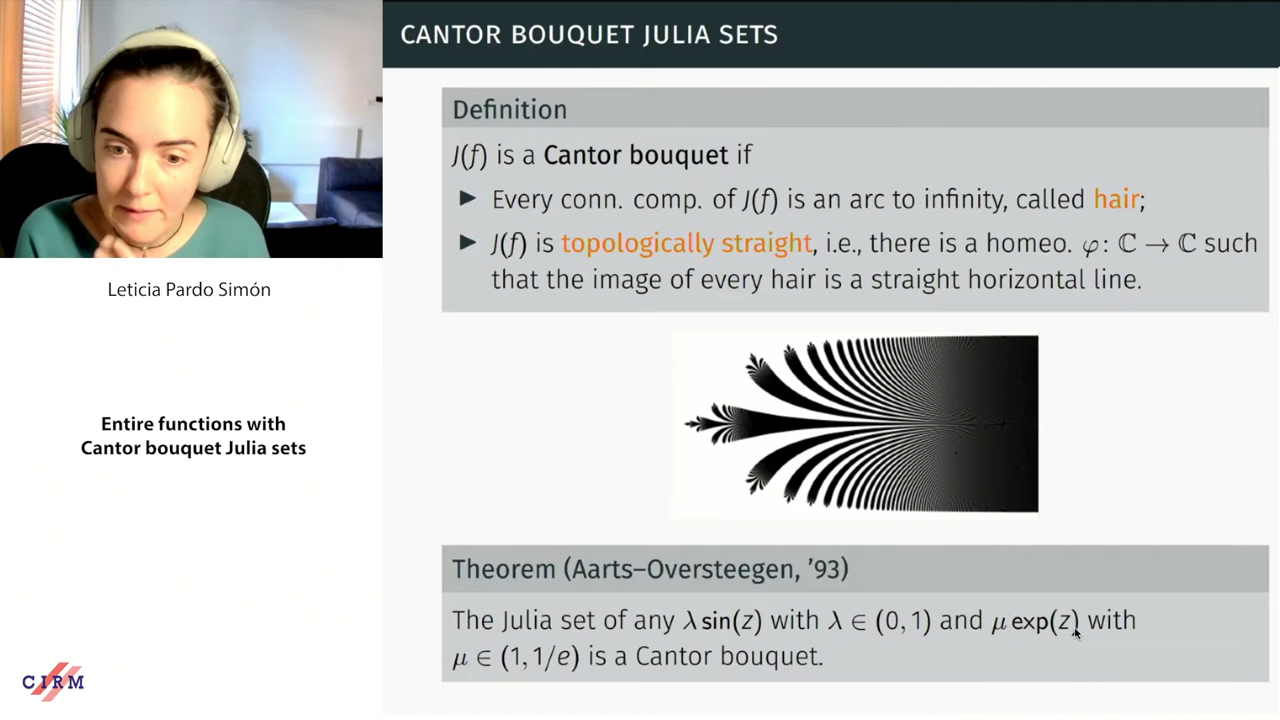 CANTOR BOUQUET JULIA SETS
Definition
J(f) is a Cantor bouquet if
▶ Every conn. comp. of J(f) is an arc to infinity, called hair;
▶ J(f) is topologically straight, i.e., there is a homeo. φ: ℂ → ℂ such
that the image of every hair is a straight horizontal line.
Leticia Pardo Simón
Entire functions with
Cantor bouquet Julia sets
Theorem (Aarts–Oversteegen, ’93)
The Julia set of any λ sin(z) with λ ∈ (0, 1) and μ exp(z) with
μ ∈ (1, 1/e) is a Cantor bouquet.
CIRM